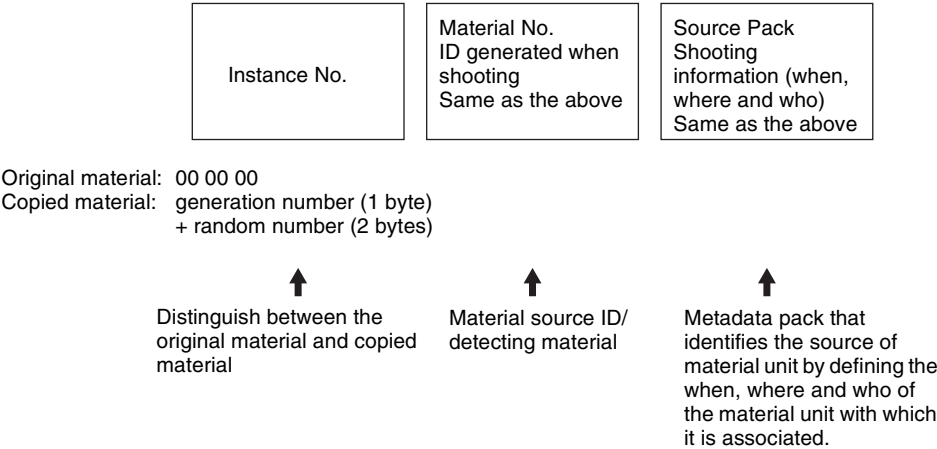 Instance No.
Material No.
ID generated when
shooting
Same as the above
Source Pack
Shooting
information (when,
where and who)
Same as the above
Original material: 00 00 00
Copied material: generation number (1 byte)
+ random number (2 bytes)
Distinguish between the
original material and copied
material
Material source ID/
detecting material
Metadata pack that
identifies the source of
material unit by defining the
when, where and who of
the material unit with which
it is associated.